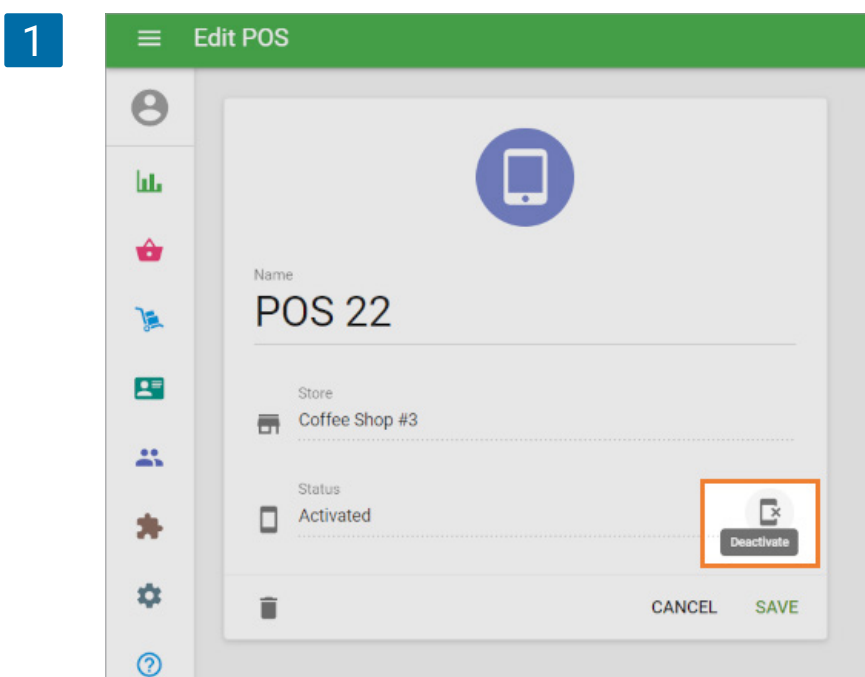 1
Edit POS
Name
POS 22
Store
Coffee Shop #3
Status
Activated
Deactivate
CANCEL SAVE